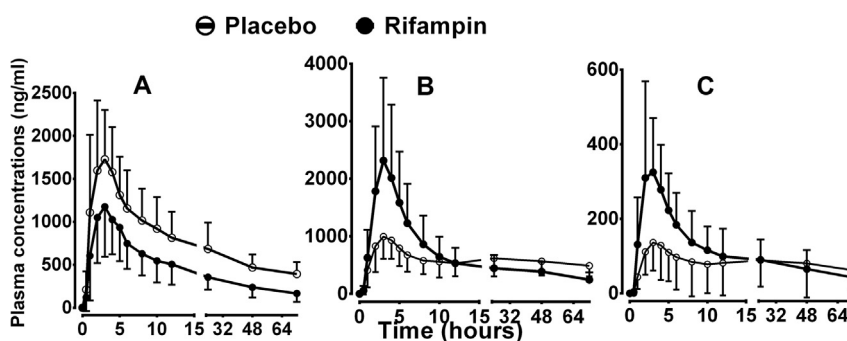 Placebo Rifampin
A B C
Plasma concentrations (ng/ml)
2500
2000
1500
1000
500
0
0 5 10 15 32 48 64
4000
3000
2000
1000
0
0 5 10 15 32 48 64
600
400
200
0
0 5 10 15 32 48 64
Time (hours)